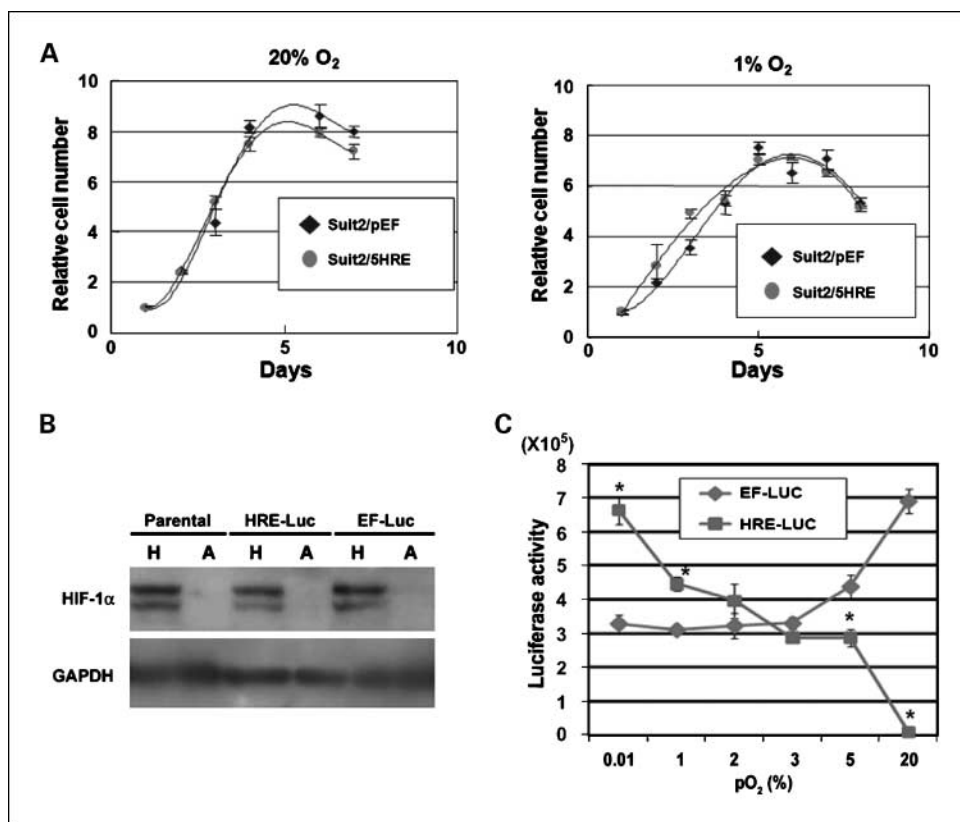 A
20% O2
Relative cell number
10
8
6
4
2
0
Suit2/pEF
Suit2/5HRE
0
5
10
Days
1% O2
Relative cell number
10
8
6
4
2
0
Suit2/pEF
Suit2/5HRE
0
5
10
Days
B
Parental
HRE-Luc
EF-Luc
H A H A H A
HIF-1α
GAPDH
C
(X10⁵)
Luciferase activity
8
7
6
5
4
3
2
1
0
EF-LUC
HRE-LUC
*
*
*
*
0.01 1 2 3 5 20
pO2 (%)